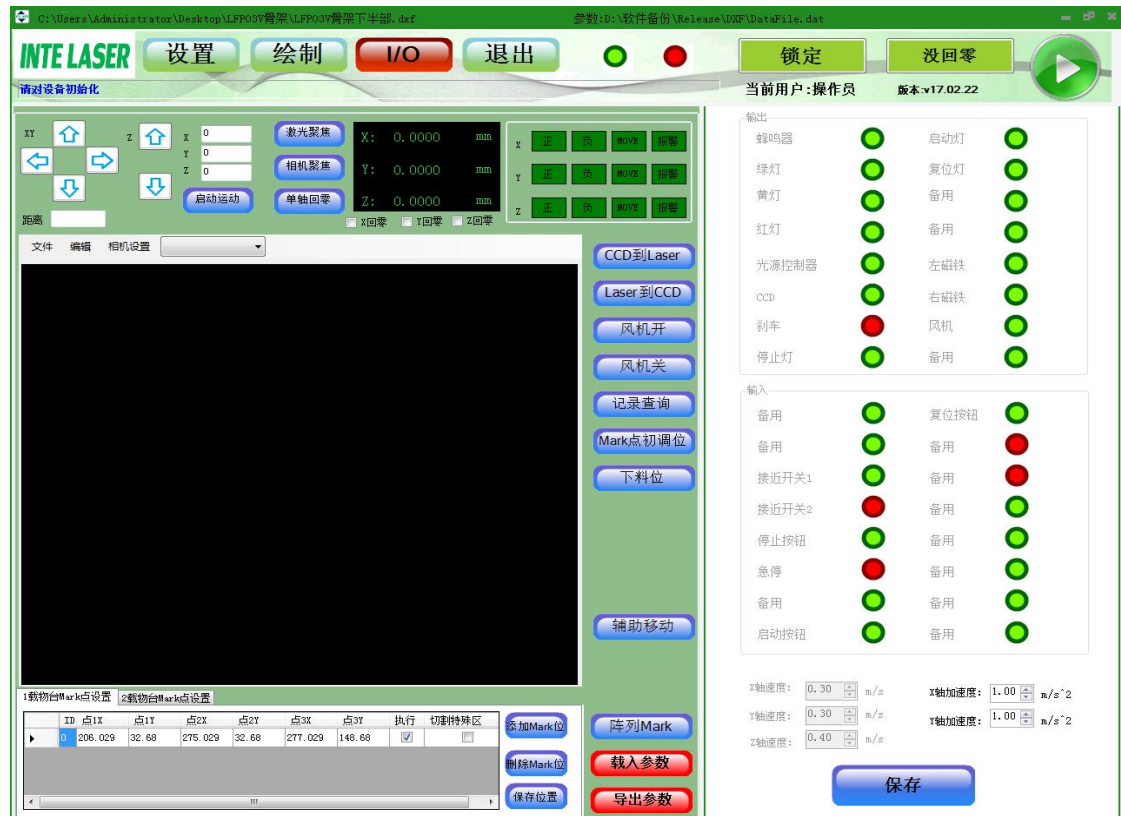 C:\Users\Administrator\Desktop\LFP03V骨架\LFP03V骨架下半部.dxf 参数:D:\软件备份\Release\DXF\DataFile.dat
INTE LASER 设置 绘制 I/O 退出 锁定 没回零
请对设备初始化 当前用户:操作员 版本:v17.02.22
XY Z X 0 激光聚焦 X: 0.0000 mm X 正 负 MOVE 报警
Y 0
Z 0 相机聚焦 Y: 0.0000 mm Y 正 负 MOVE 报警
启动运动 单轴回零 Z: 0.0000 mm Z 正 负 MOVE 报警
距离 X回零 Y回零 Z回零
文件 编辑 相机设置
CCD到Laser
Laser到CCD
风机开
风机关
记录查询
Mark点初调位
下料位
辅助移动
阵列Mark
载入参数
导出参数
1载物台Mark点设置 2载物台Mark点设置
ID 点1X 点1Y 点2X 点2Y 点3X 点3Y 执行 切割特殊区
0 206.029 32.68 275.029 32.68 277.029 148.68
添加Mark位
删除Mark位
保存位置
输出
蜂鸣器 启动灯
绿灯 复位灯
黄灯 备用
红灯 备用
光源控制器 左磁铁
CCD 右磁铁
刹车 风机
停止灯 备用
输入
备用 复位按钮
备用 备用
接近开关1 备用
接近开关2 备用
停止按钮 备用
急停 备用
备用 备用
启动按钮 备用
X轴速度: 0.30 m/s X轴加速度: 1.00 m/s^2
Y轴速度: 0.30 m/s Y轴加速度: 1.00 m/s^2
Z轴速度: 0.40 m/s
保存